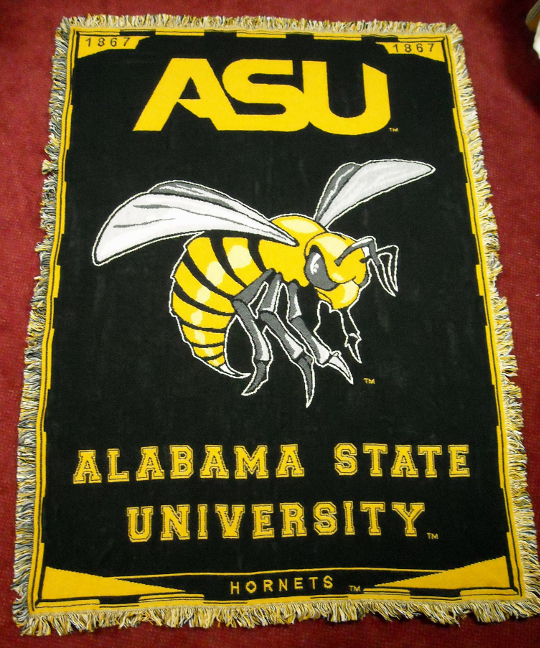 1867 1867
ASU TM
TM
ALABAMA STATE
UNIVERSITY TM
HORNETS TM